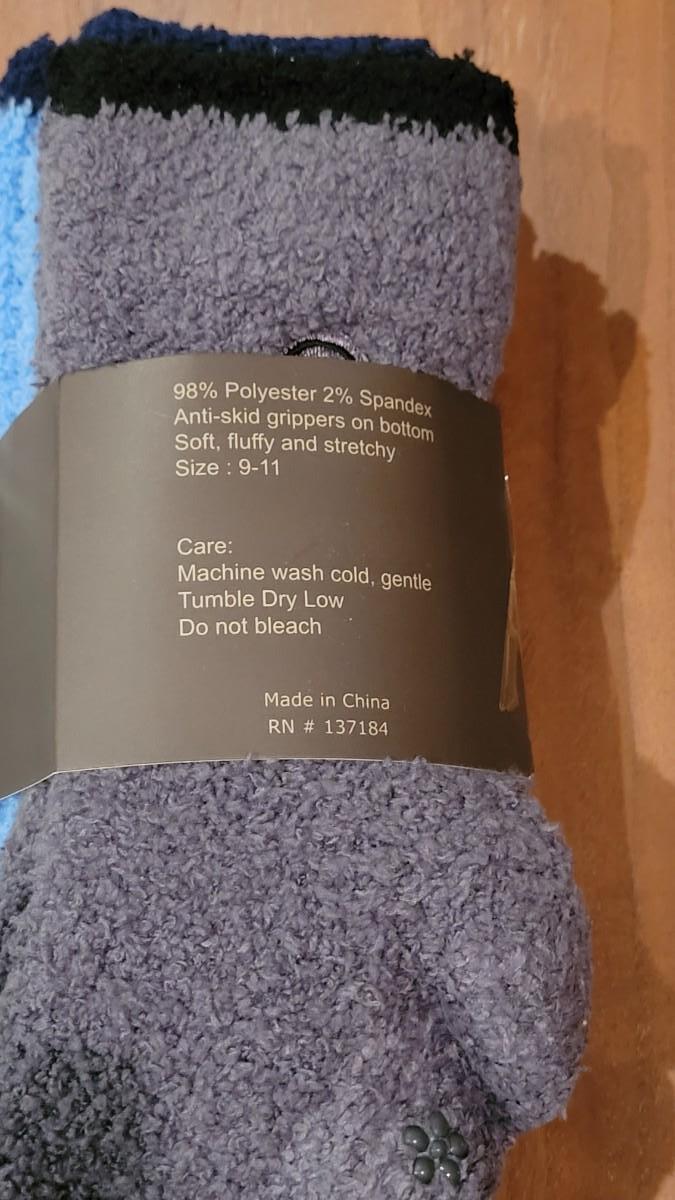 98% Polyester 2% Spandex
Anti-skid grippers on bottom
Soft, fluffy and stretchy
Size : 9-11
Care:
Machine wash cold, gentle
Tumble Dry Low
Do not bleach
Made in China
RN # 137184